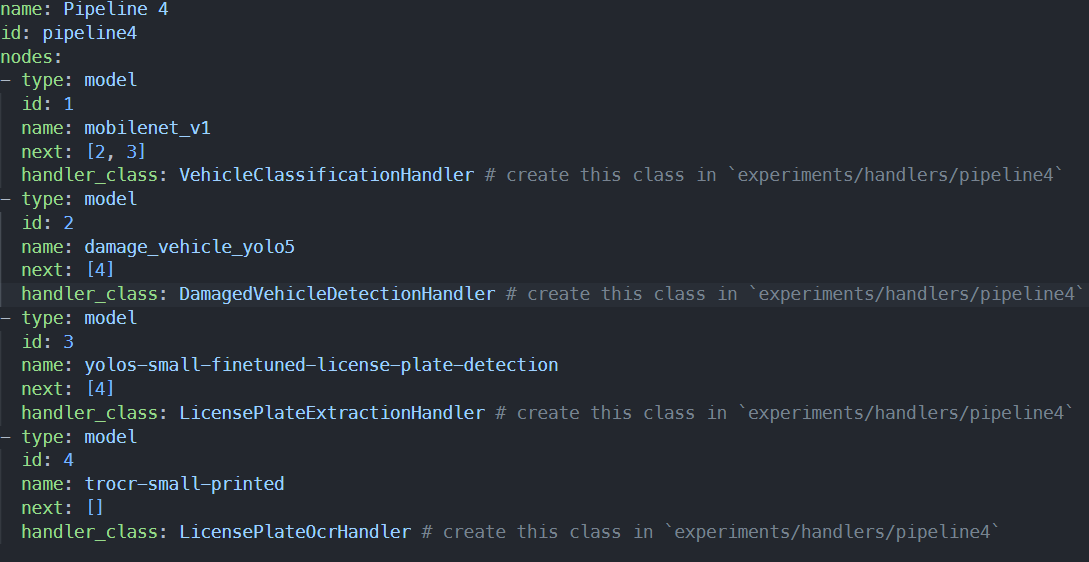 name: Pipeline 4
id: pipeline4
nodes:
- type: model
  id: 1
  name: mobilenet_v1
  next: [2, 3]
  handler_class: VehicleClassificationHandler # create this class in `experiments/handlers/pipeline4`
- type: model
  id: 2
  name: damage_vehicle_yolo5
  next: [4]
  handler_class: DamagedVehicleDetectionHandler # create this class in `experiments/handlers/pipeline4`
- type: model
  id: 3
  name: yolos-small-finetuned-license-plate-detection
  next: [4]
  handler_class: LicensePlateExtractionHandler # create this class in `experiments/handlers/pipeline4`
- type: model
  id: 4
  name: trocr-small-printed
  next: []
  handler_class: LicensePlateOcrHandler # create this class in `experiments/handlers/pipeline4`